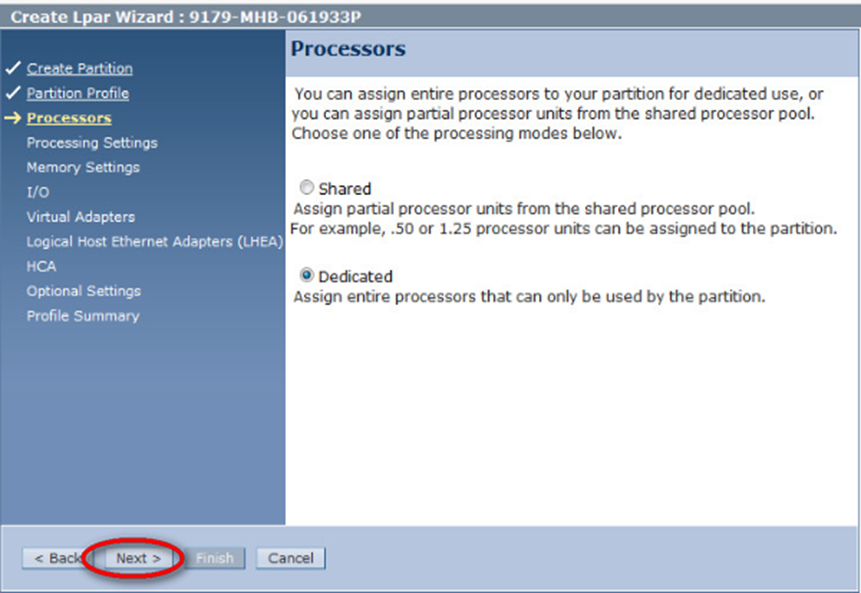 Create Lpar Wizard : 9179-MHB-061933P
Create Partition
Partition Profile
Processors
Processing Settings
Memory Settings
I/O
Virtual Adapters
Logical Host Ethernet Adapters (LHEA)
HCA
Optional Settings
Profile Summary
Processors
You can assign entire processors to your partition for dedicated use, or
you can assign partial processor units from the shared processor pool.
Choose one of the processing modes below.
Shared
Assign partial processor units from the shared processor pool.
For example, .50 or 1.25 processor units can be assigned to the partition.
Dedicated
Assign entire processors that can only be used by the partition.
< Back Next > Finish Cancel